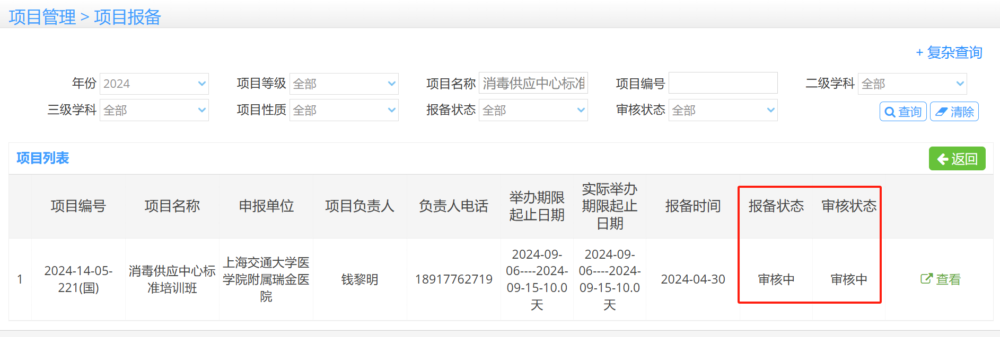 项目管理 > 项目报备
+ 复杂查询
年份 2024 项目等级 全部 项目名称 消毒供应中心标准 项目编号 二级学科 全部
三级学科 全部 项目性质 全部 报备状态 全部 审核状态 全部 查询 清除
项目列表 返回
项目编号
项目名称
申报单位
项目负责人
负责人电话
举办期限
起止日期
实际举办
期限起止
日期
报备时间
报备状态
审核状态
1
2024-14-05-
221(国)
消毒供应中心标
准培训班
上海交通大学医
学院附属瑞金医
院
钱黎明
18917762719
2024-09-
06----2024-
09-15-10.0
天
2024-09-
06----2024-
09-15-10.0
天
2024-04-30
审核中
审核中
查看